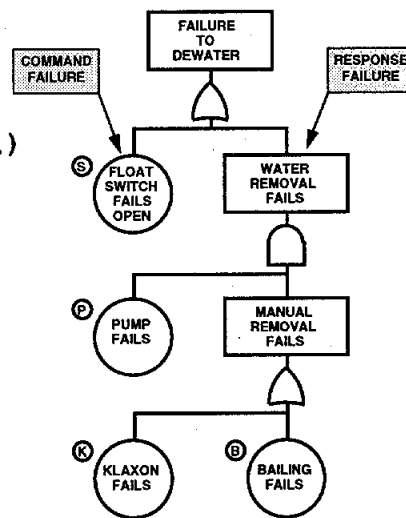 FAILURE
TO
DEWATER
COMMAND
FAILURE
RESPONSE
FAILURE
.)
S
FLOAT
SWITCH
FAILS
OPEN
WATER
REMOVAL
FAILS
P
PUMP
FAILS
MANUAL
REMOVAL
FAILS
K
KLAXON
FAILS
B
BAILING
FAILS